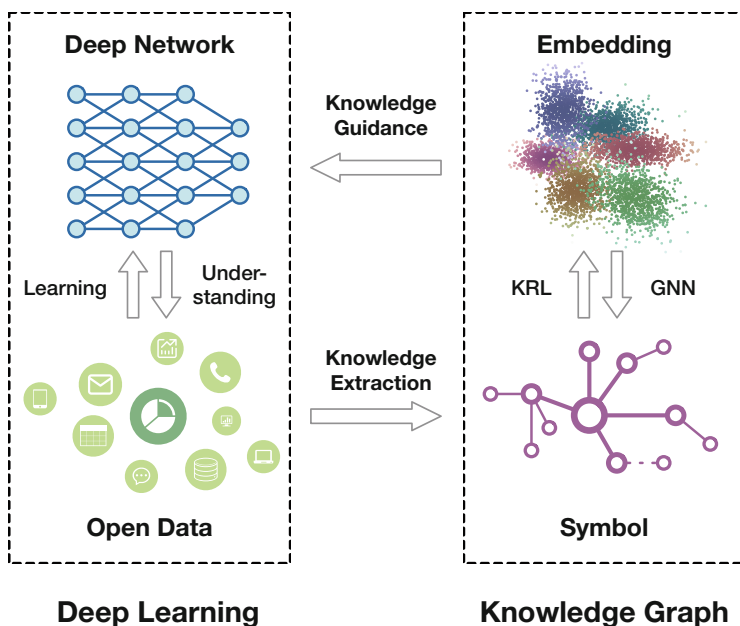 Deep Network
Embedding
Knowledge
Guidance
Learning
Under-
standing
KRL
GNN
Knowledge
Extraction
Open Data
Symbol
Deep Learning
Knowledge Graph